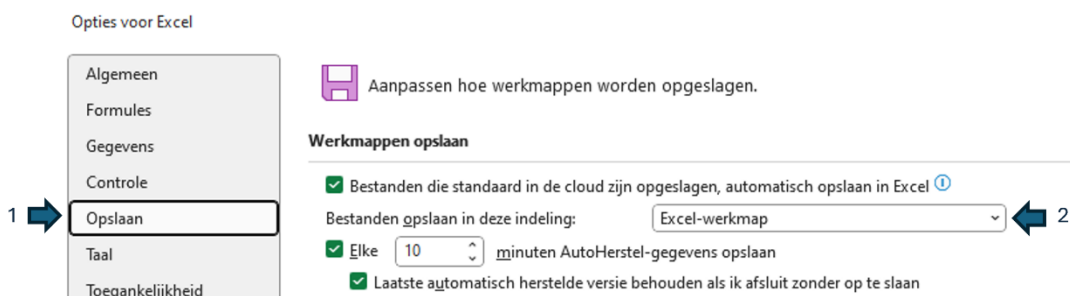 Opties voor Excel
Algemeen
Formules
Gegevens
Controle
1
Opslaan
Taal
Toegankelijkheid
Aanpassen hoe werkmappen worden opgeslagen.
Werkmappen opslaan
Bestanden die standaard in de cloud zijn opgeslagen, automatisch opslaan in Excel
Bestanden opslaan in deze indeling: Excel-werkmap 2
Elke 10 minuten AutoHerstel-gegevens opslaan
Laatste automatisch herstelde versie behouden als ik afsluit zonder op te slaan